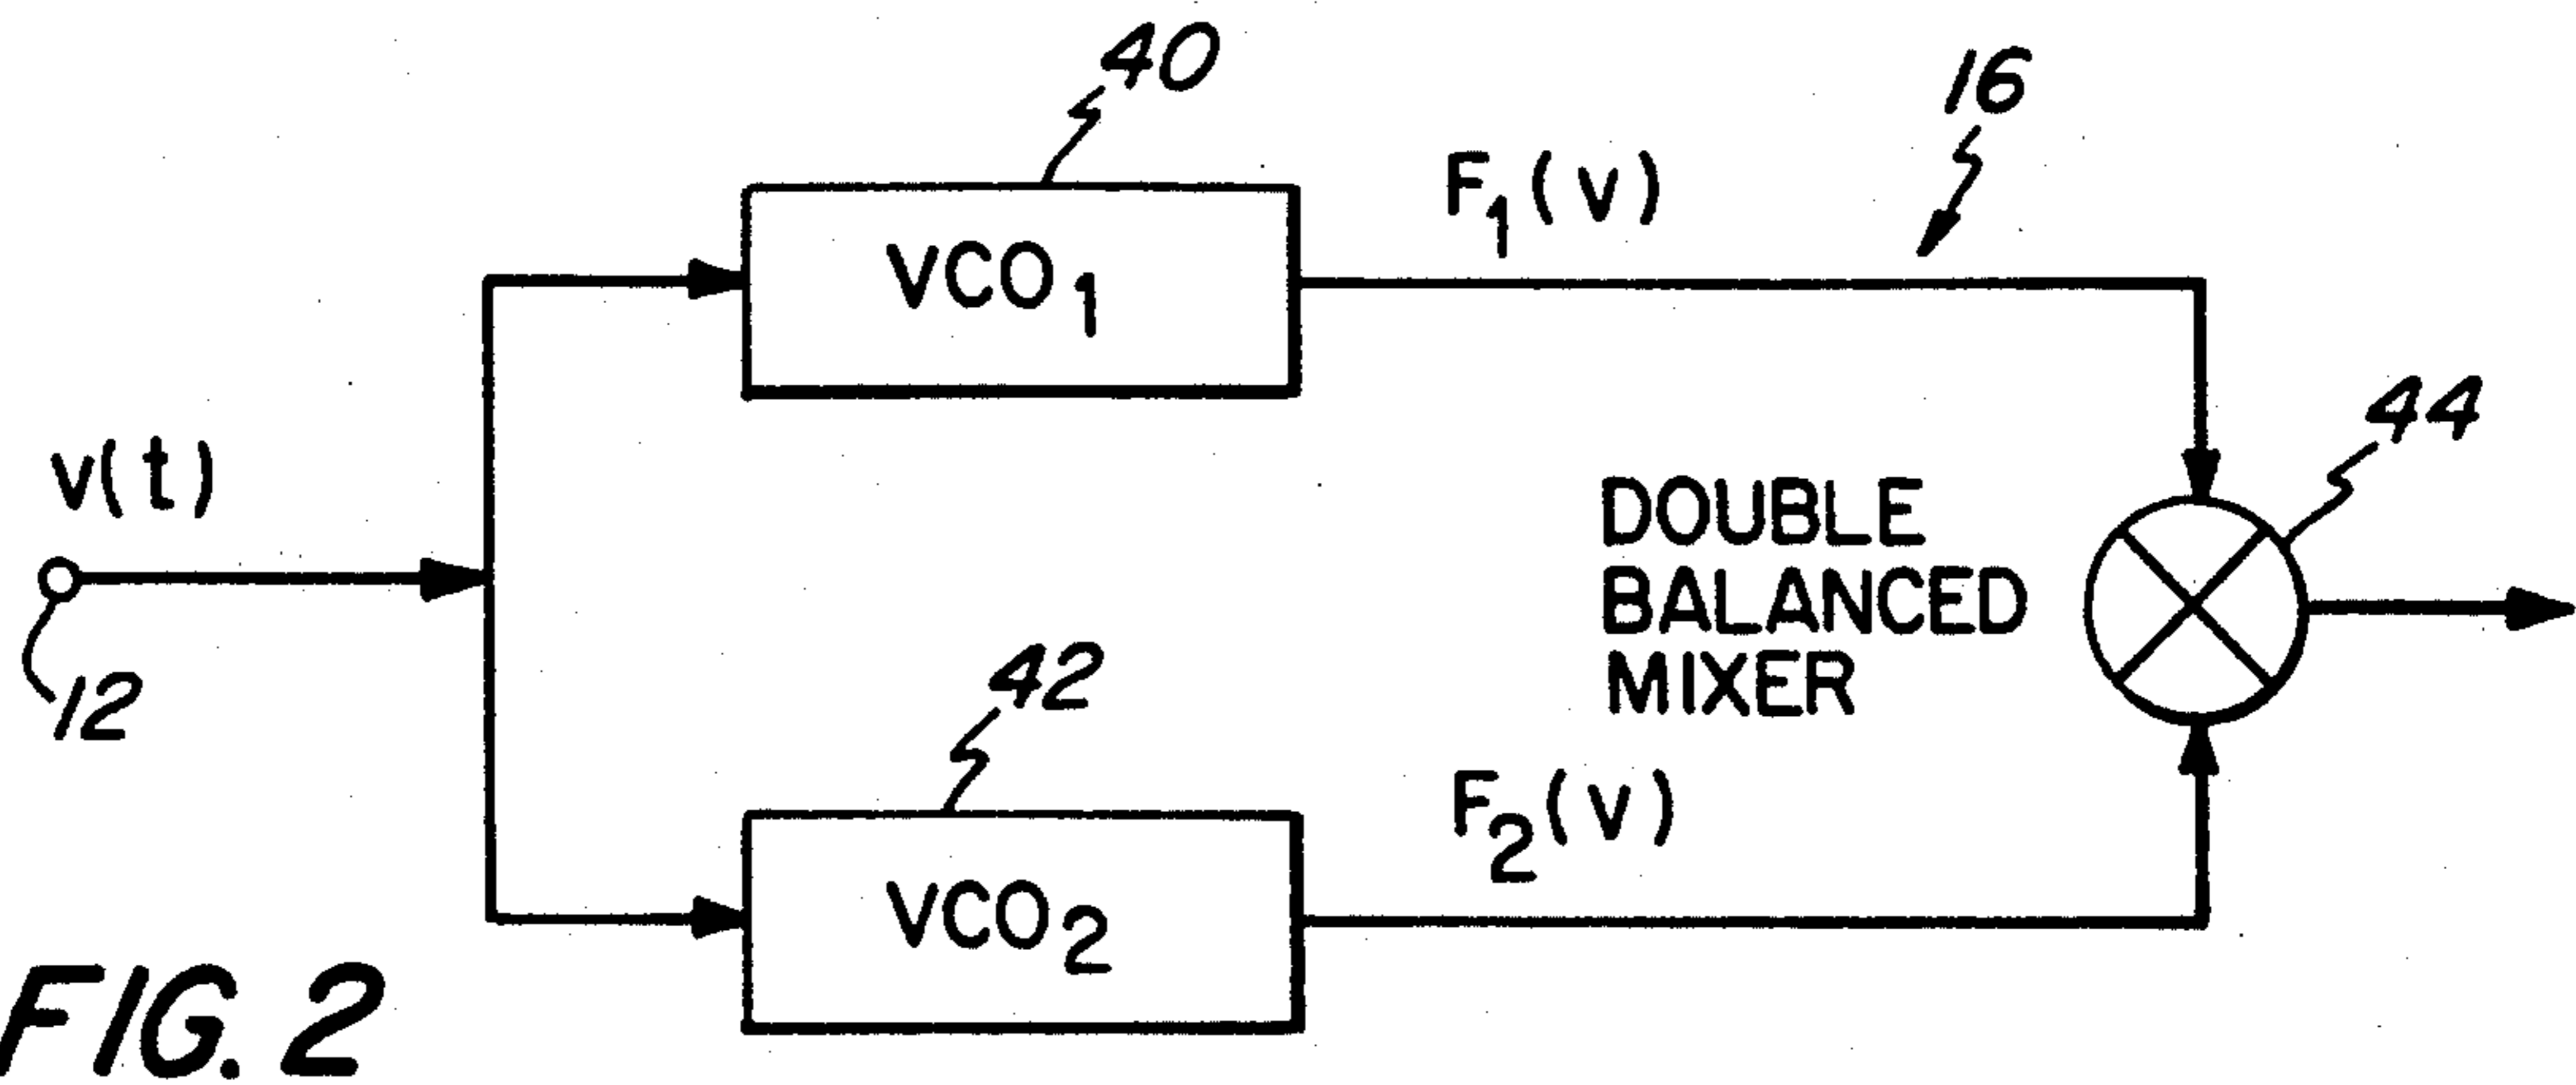 40
16
F₁(v)
VCO₁
v(t)
44
DOUBLE
BALANCED
MIXER
12
42
F₂(v)
VCO₂
FIG. 2